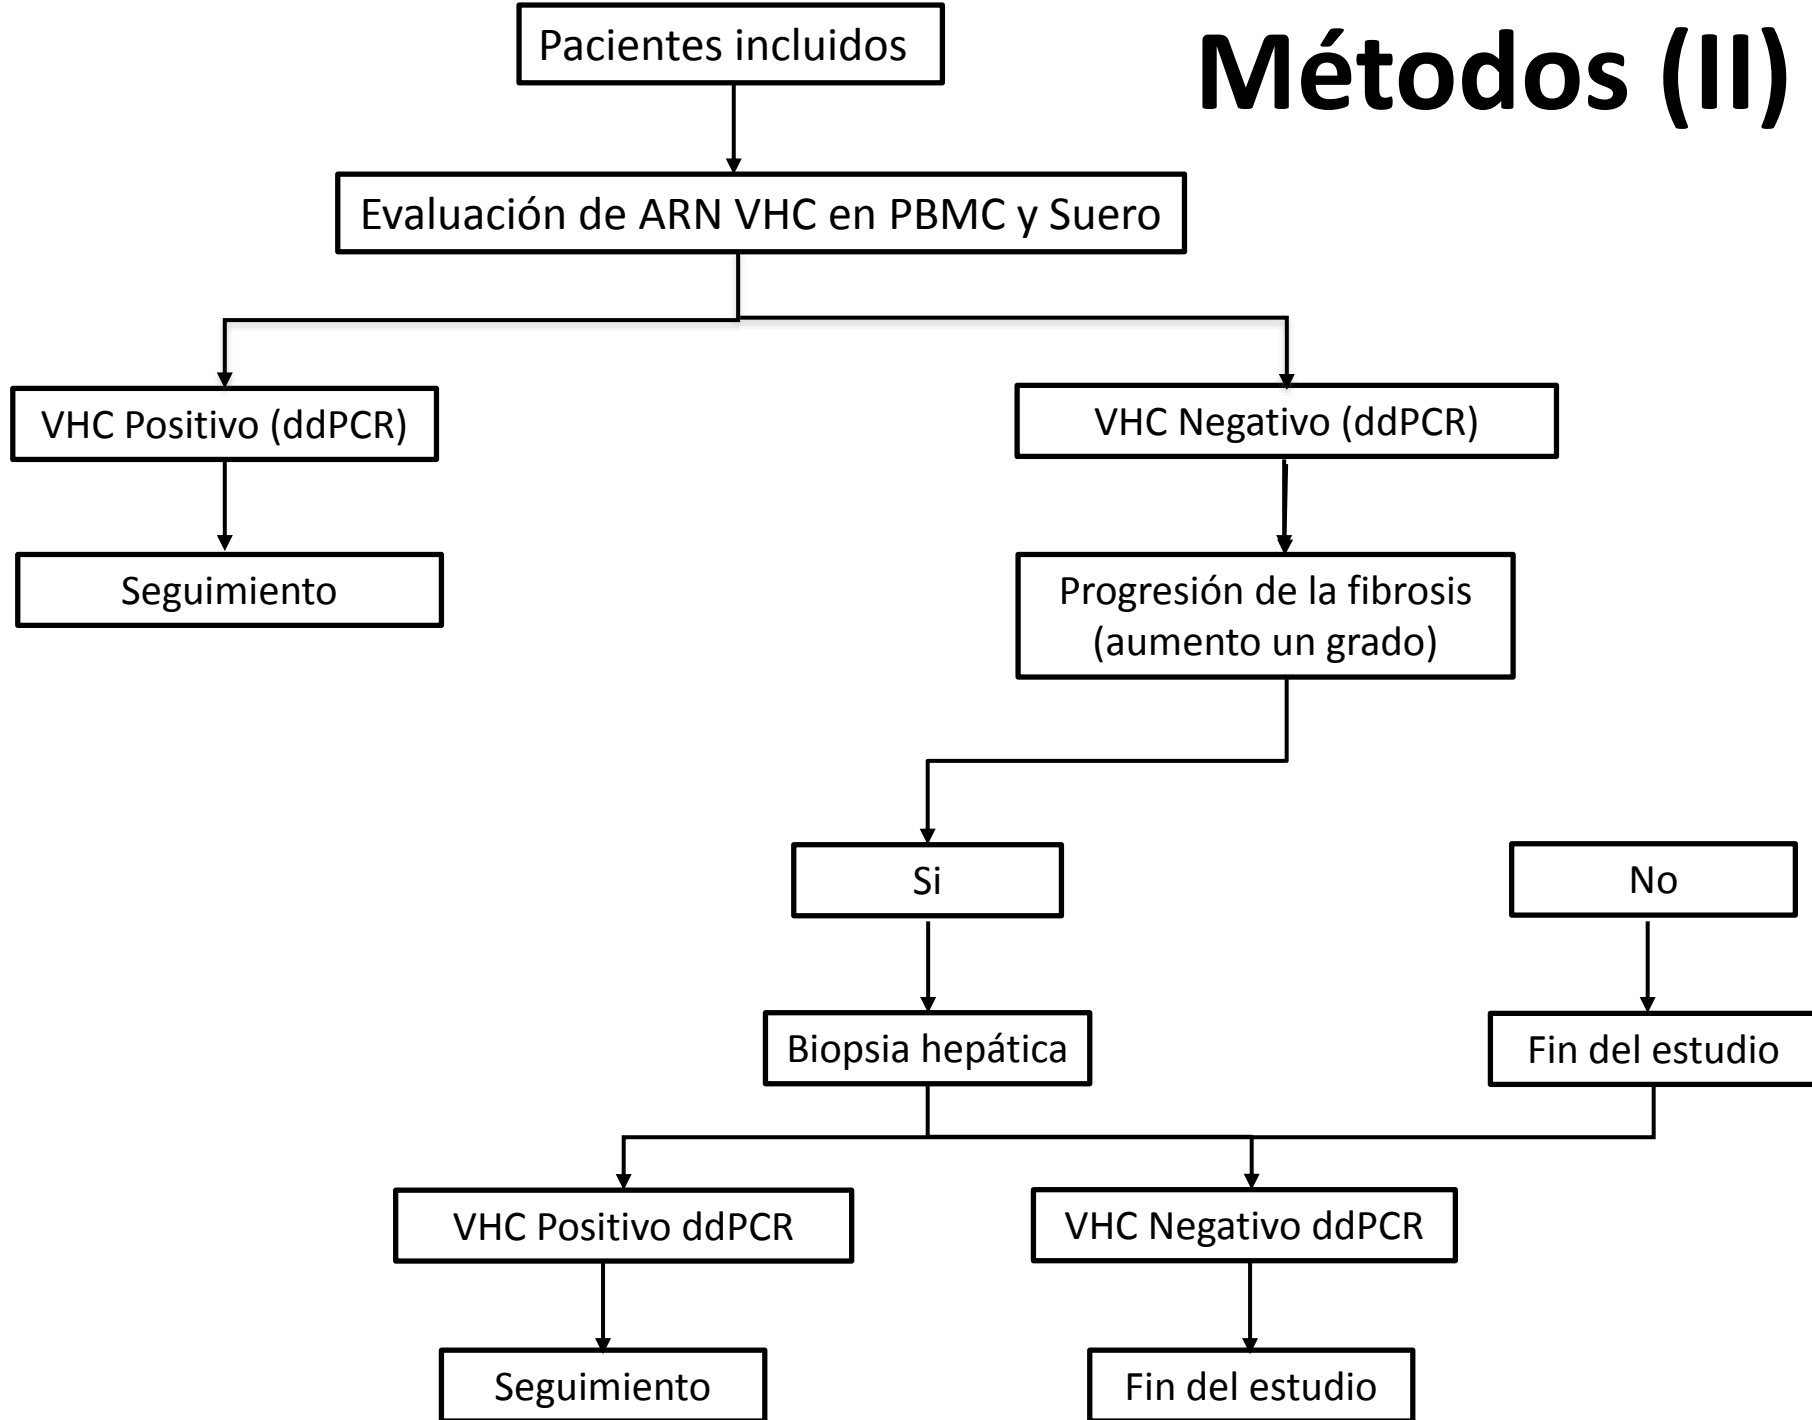 Métodos (II)
Pacientes incluidos
Evaluación de ARN VHC en PBMC y Suero
VHC Positivo (ddPCR)
VHC Negativo (ddPCR)
Seguimiento
Progresión de la fibrosis
(aumento un grado)
Si
No
Biopsia hepática
Fin del estudio
VHC Positivo ddPCR
VHC Negativo ddPCR
Seguimiento
Fin del estudio